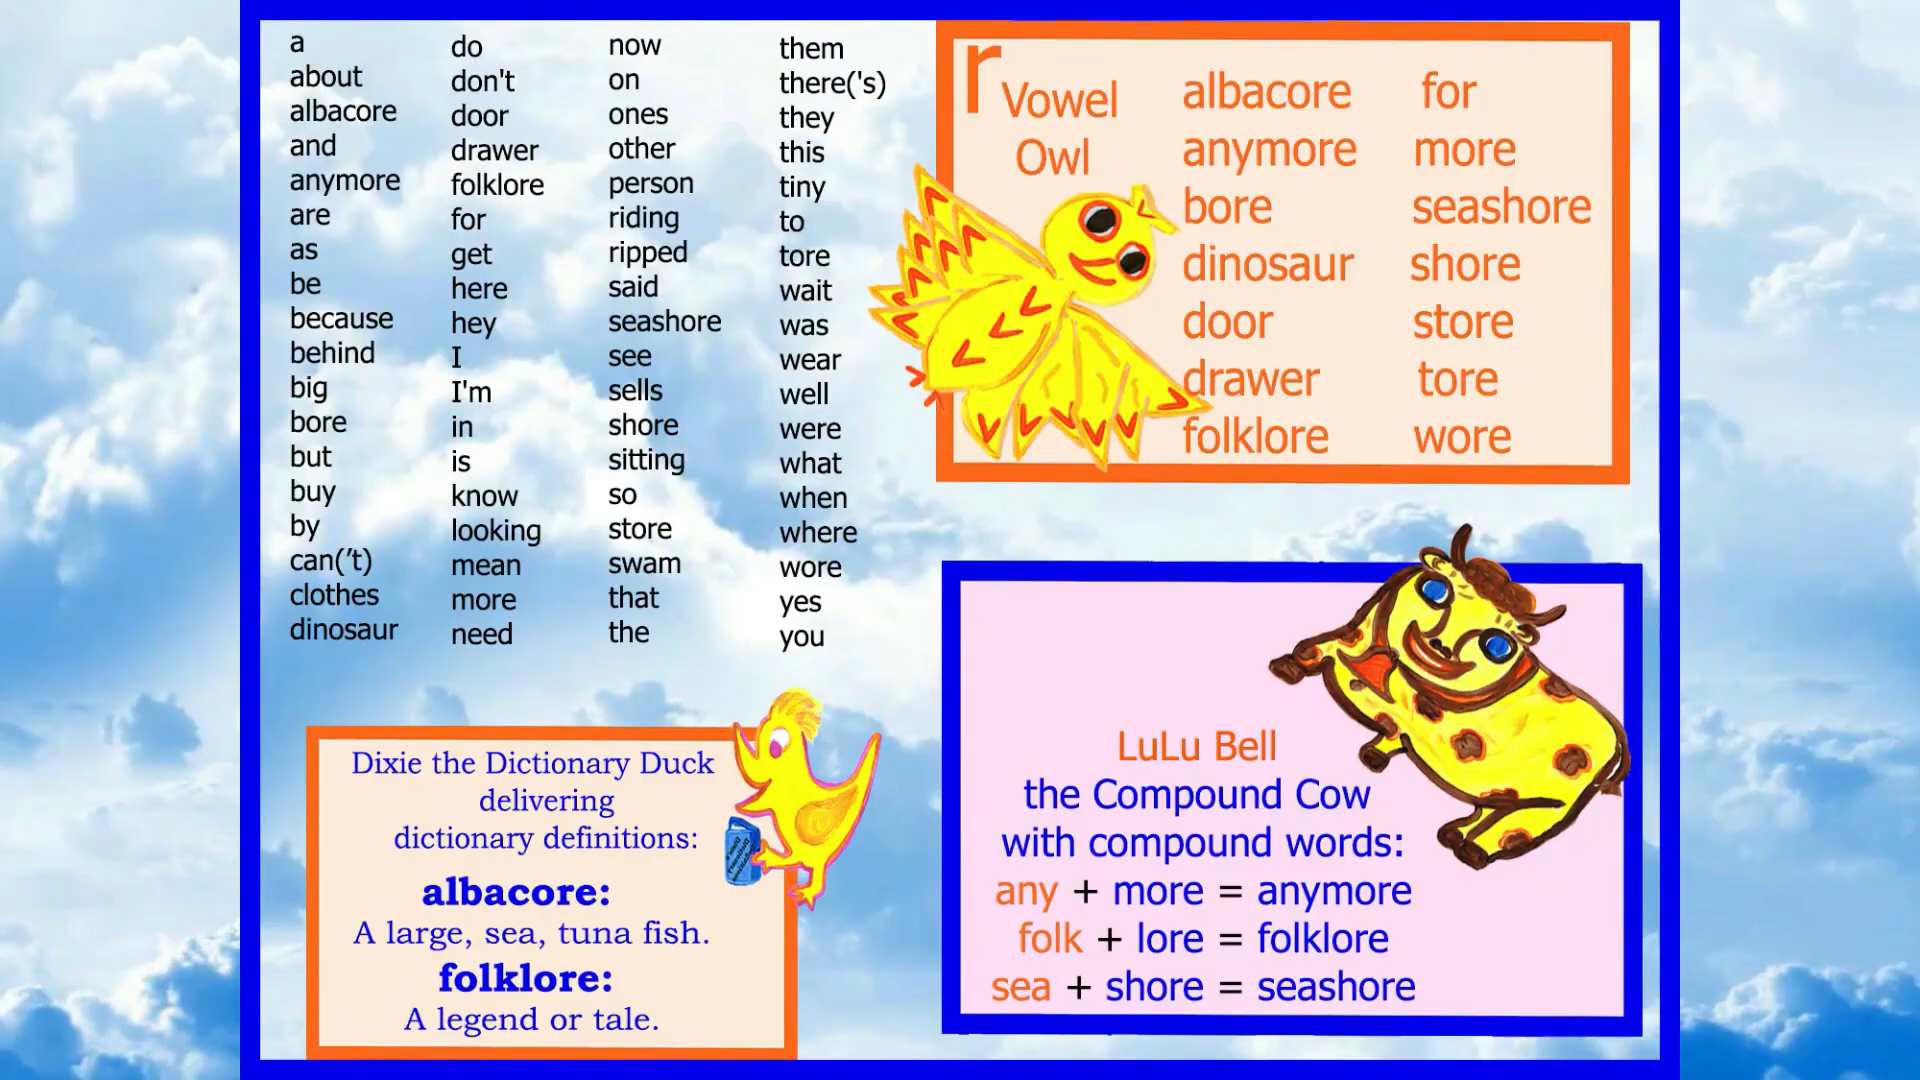 a
about
albacore
and
anymore
are
as
be
because
behind
big
bore
but
buy
by
can('t)
clothes
dinosaur
do
don't
door
drawer
folklore
for
get
here
hey
I
I'm
in
is
know
looking
mean
more
need
now
on
ones
other
person
riding
ripped
said
seashore
see
sells
shore
sitting
so
store
swam
that
the
them
there('s)
they
this
tiny
to
tore
wait
was
wear
well
were
what
when
where
wore
yes
you
r
Vowel
Owl
albacore
anymore
bore
dinosaur
door
drawer
folklore
for
more
seashore
shore
store
tore
wore
Dixie the Dictionary Duck
delivering
dictionary definitions:
albacore:
A large, sea, tuna fish.
folklore:
A legend or tale.
LuLu Bell
the Compound Cow
with compound words:
any + more = anymore
folk + lore = folklore
sea + shore = seashore